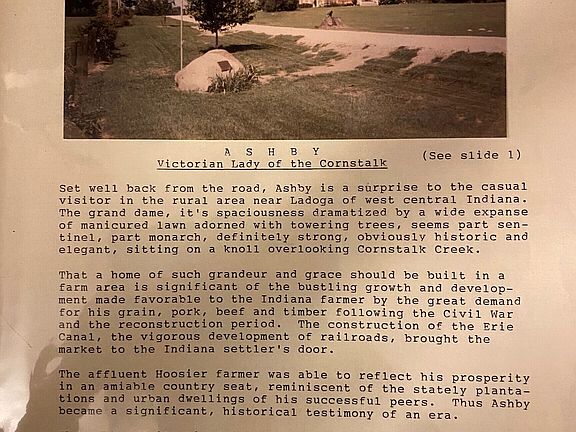 A S H B Y
(See slide 1)
Victorian Lady of the Cornstalk
Set well back from the road, Ashby is a surprise to the casual
visitor in the rural area near Ladoga of west central Indiana.
The grand dame, it's spaciousness dramatized by a wide expanse
of manicured lawn adorned with towering trees, seems part sen-
tinel, part monarch, definitely strong, obviously historic and
elegant, sitting on a knoll overlooking Cornstalk Creek.
That a home of such grandeur and grace should be built in a
farm area is significant of the bustling growth and develop-
ment made favorable to the Indiana farmer by the great demand
for his grain, pork, beef and timber following the Civil War
and the reconstruction period. The construction of the Erie
Canal, the vigorous development of railroads, brought the
market to the Indiana settler's door.
The affluent Hoosier farmer was able to reflect his prosperity
in an amiable country seat, reminiscent of the stately planta-
tions and urban dwellings of his successful peers. Thus Ashby
became a significant, historical testimony of an era.